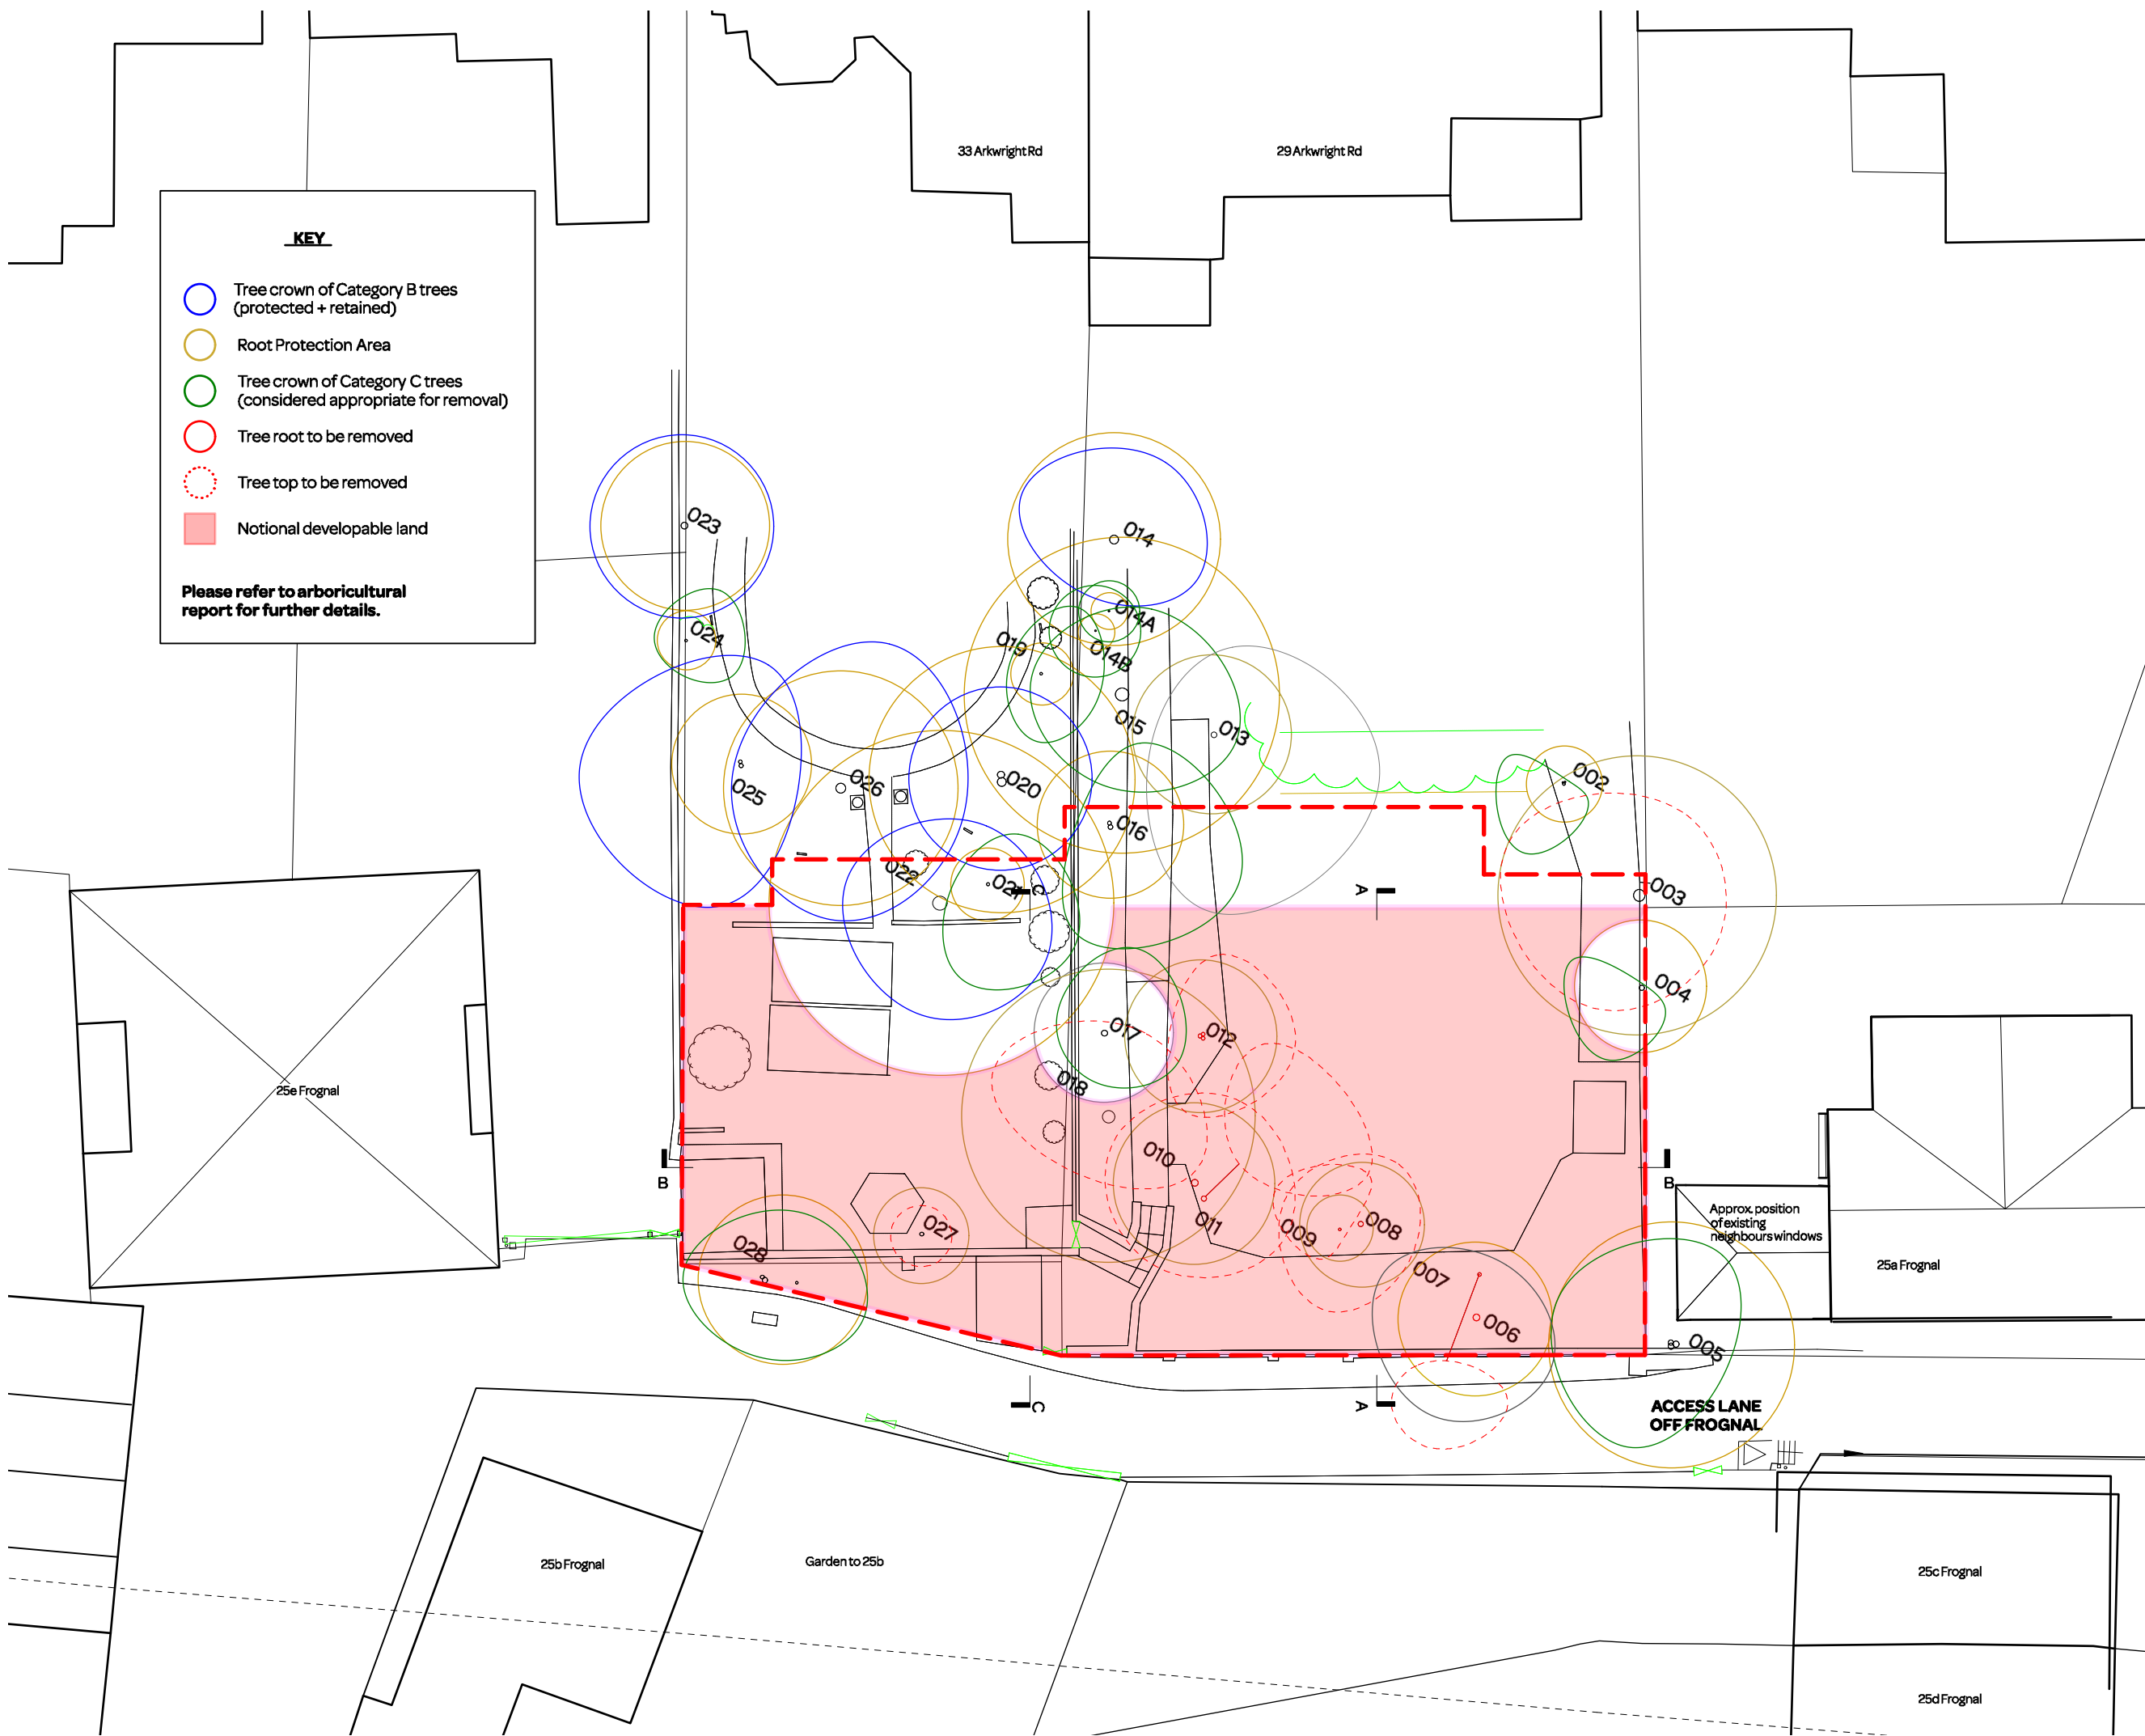 33 Arkwright Rd
29 Arkwright Rd
KEY
Tree crown of Category B trees
(protected + retained)
Root Protection Area
Tree crown of Category C trees
(considered appropriate for removal)
Tree root to be removed
Tree top to be removed
Notional developable land
Please refer to arboricultural
report for further details.
023
014
024
014A
019
014B
015
013
002
025
026
020
016
022
021
C
A
003
004
017
012
018
25e Frognal
010
B
B
011
009
008
027
028
007
006
005
Approx. position
of existing
neighbours windows
25a Frognal
C
A
ACCESS LANE
OFF FROGNAL
25b Frognal
Garden to 25b
25c Frognal
25d Frognal